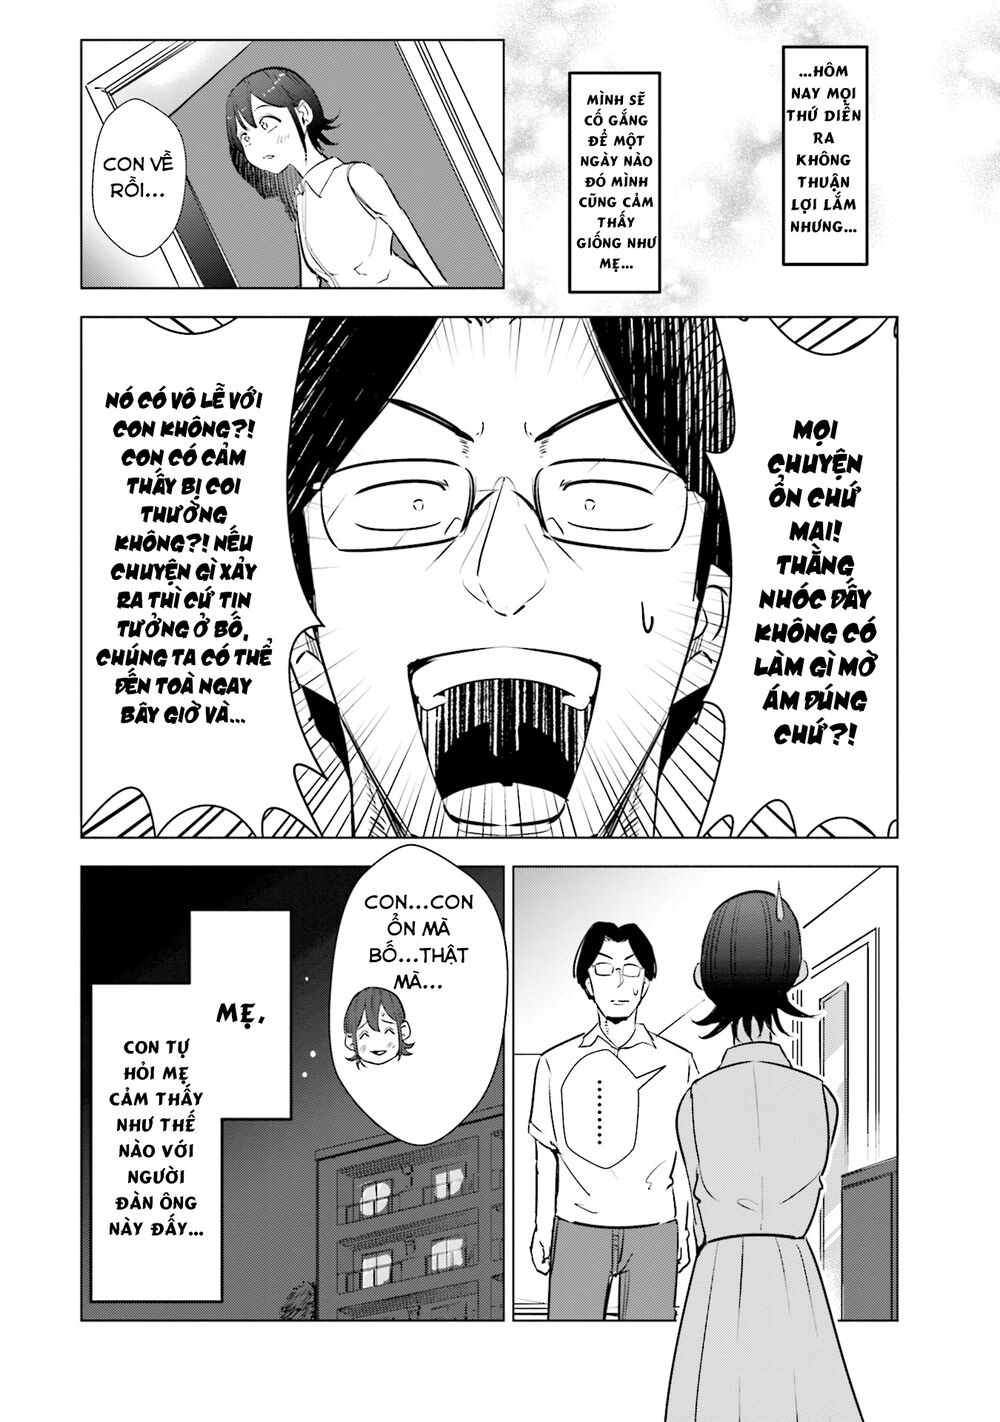 ...HÔM
NAY MỌI
THỨ DIỄN
RA
KHÔNG
THUẬN
LỢI LẮM
NHƯNG...
MÌNH SẼ
CỐ GẮNG
ĐỂ MỘT
NGÀY NÀO
ĐÓ MÌNH
CŨNG CẢM
THẤY
GIỐNG NHƯ
MẸ...
CON VỀ
RỒI...
MỌI
CHUYỆN
ỔN CHỨ
MAI!
THẰNG
NHÓC ĐẤY
KHÔNG CÓ
LÀM GÌ MỜ
ÁM ĐÚNG
CHỨ?!
NÓ CÓ VÔ LỄ VỚI
CON KHÔNG?!
CON CÓ CẢM
THẤY BỊ COI
THƯỜNG
KHÔNG?! NẾU
CHUYỆN GÌ XẢY
RA THÌ CỨ TIN
TƯỞNG Ở BỐ,
CHÚNG TA CÓ THỂ
ĐẾN TOÀ NGAY
BÂY GIỜ VÀ...
.........
CON...CON
ỔN MÀ
BỐ...THẬT
MÀ...
MẸ,
CON TỰ
HỎI MẸ
CẢM THẤY
NHƯ THẾ
NÀO VỚI
NGƯỜI
ĐÀN ÔNG
NÀY ĐẤY...